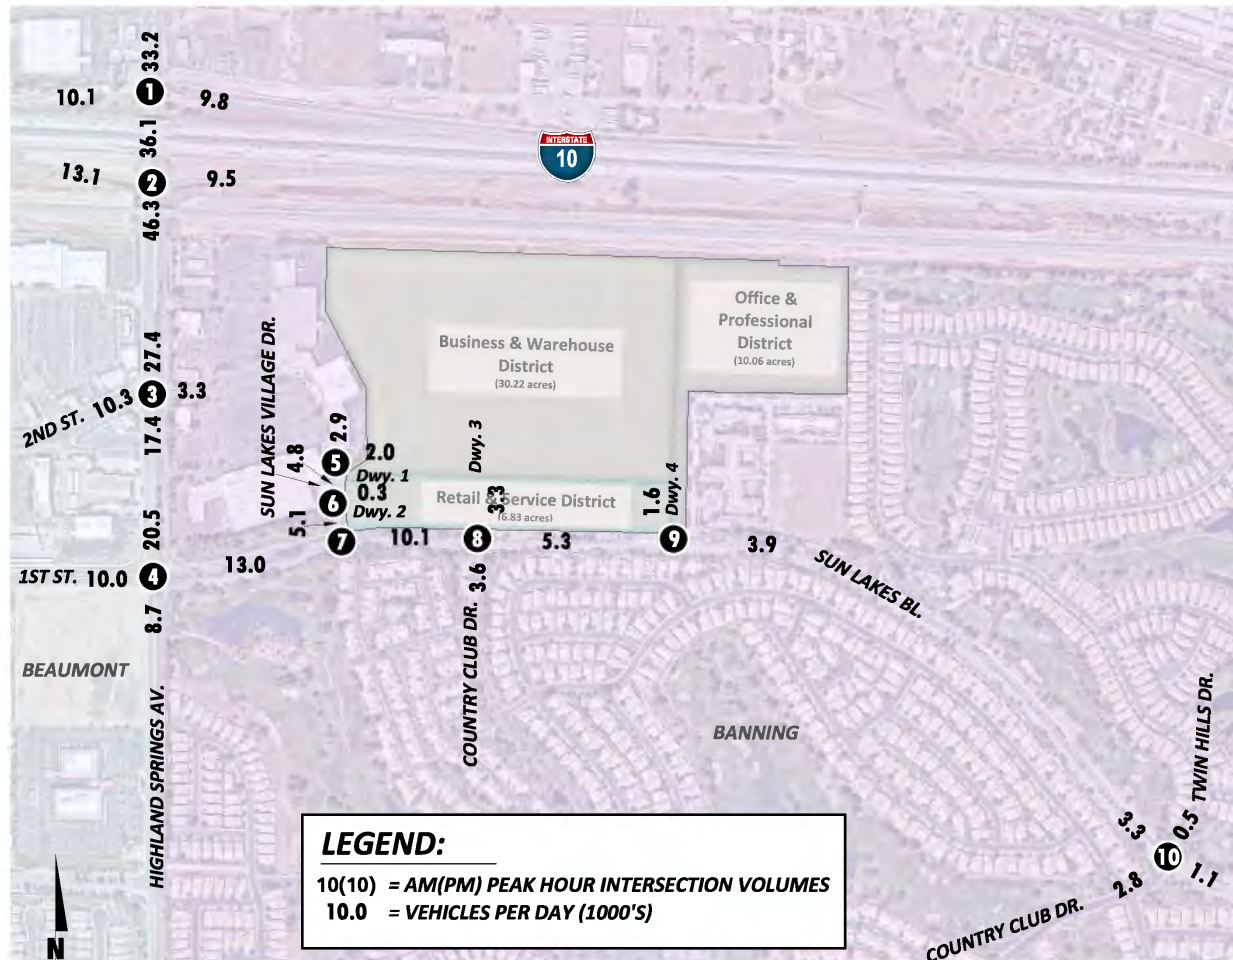 33.2
1
10.1
9.8
36.1
INTERSTATE
10
13.1
2
9.5
46.3
27.4
2ND ST. 10.3
3
3.3
17.4
SUN LAKES VILLAGE DR.
Business & Warehouse
District
(30.22 acres)
Office &
Professional
District
(10.06 acres)
2.9
4.8
5
2.0
Dwy. 1
Dwy. 3
6
0.3
Dwy. 2
Retail & Service District
(6.83 acres)
3.3
1.6
Dwy. 4
5.1
7
10.1
8
5.3
9
3.9
SUN LAKES BL.
20.5
1ST ST. 10.0
4
13.0
8.7
3.6
COUNTRY CLUB DR.
BEAUMONT
HIGHLAND SPRINGS AV.
BANNING
TWIN HILLS DR.
3.3
0.5
10
1.1
2.8
COUNTRY CLUB DR.
LEGEND:
10(10) = AM(PM) PEAK HOUR INTERSECTION VOLUMES
10.0 = VEHICLES PER DAY (1000'S)
N